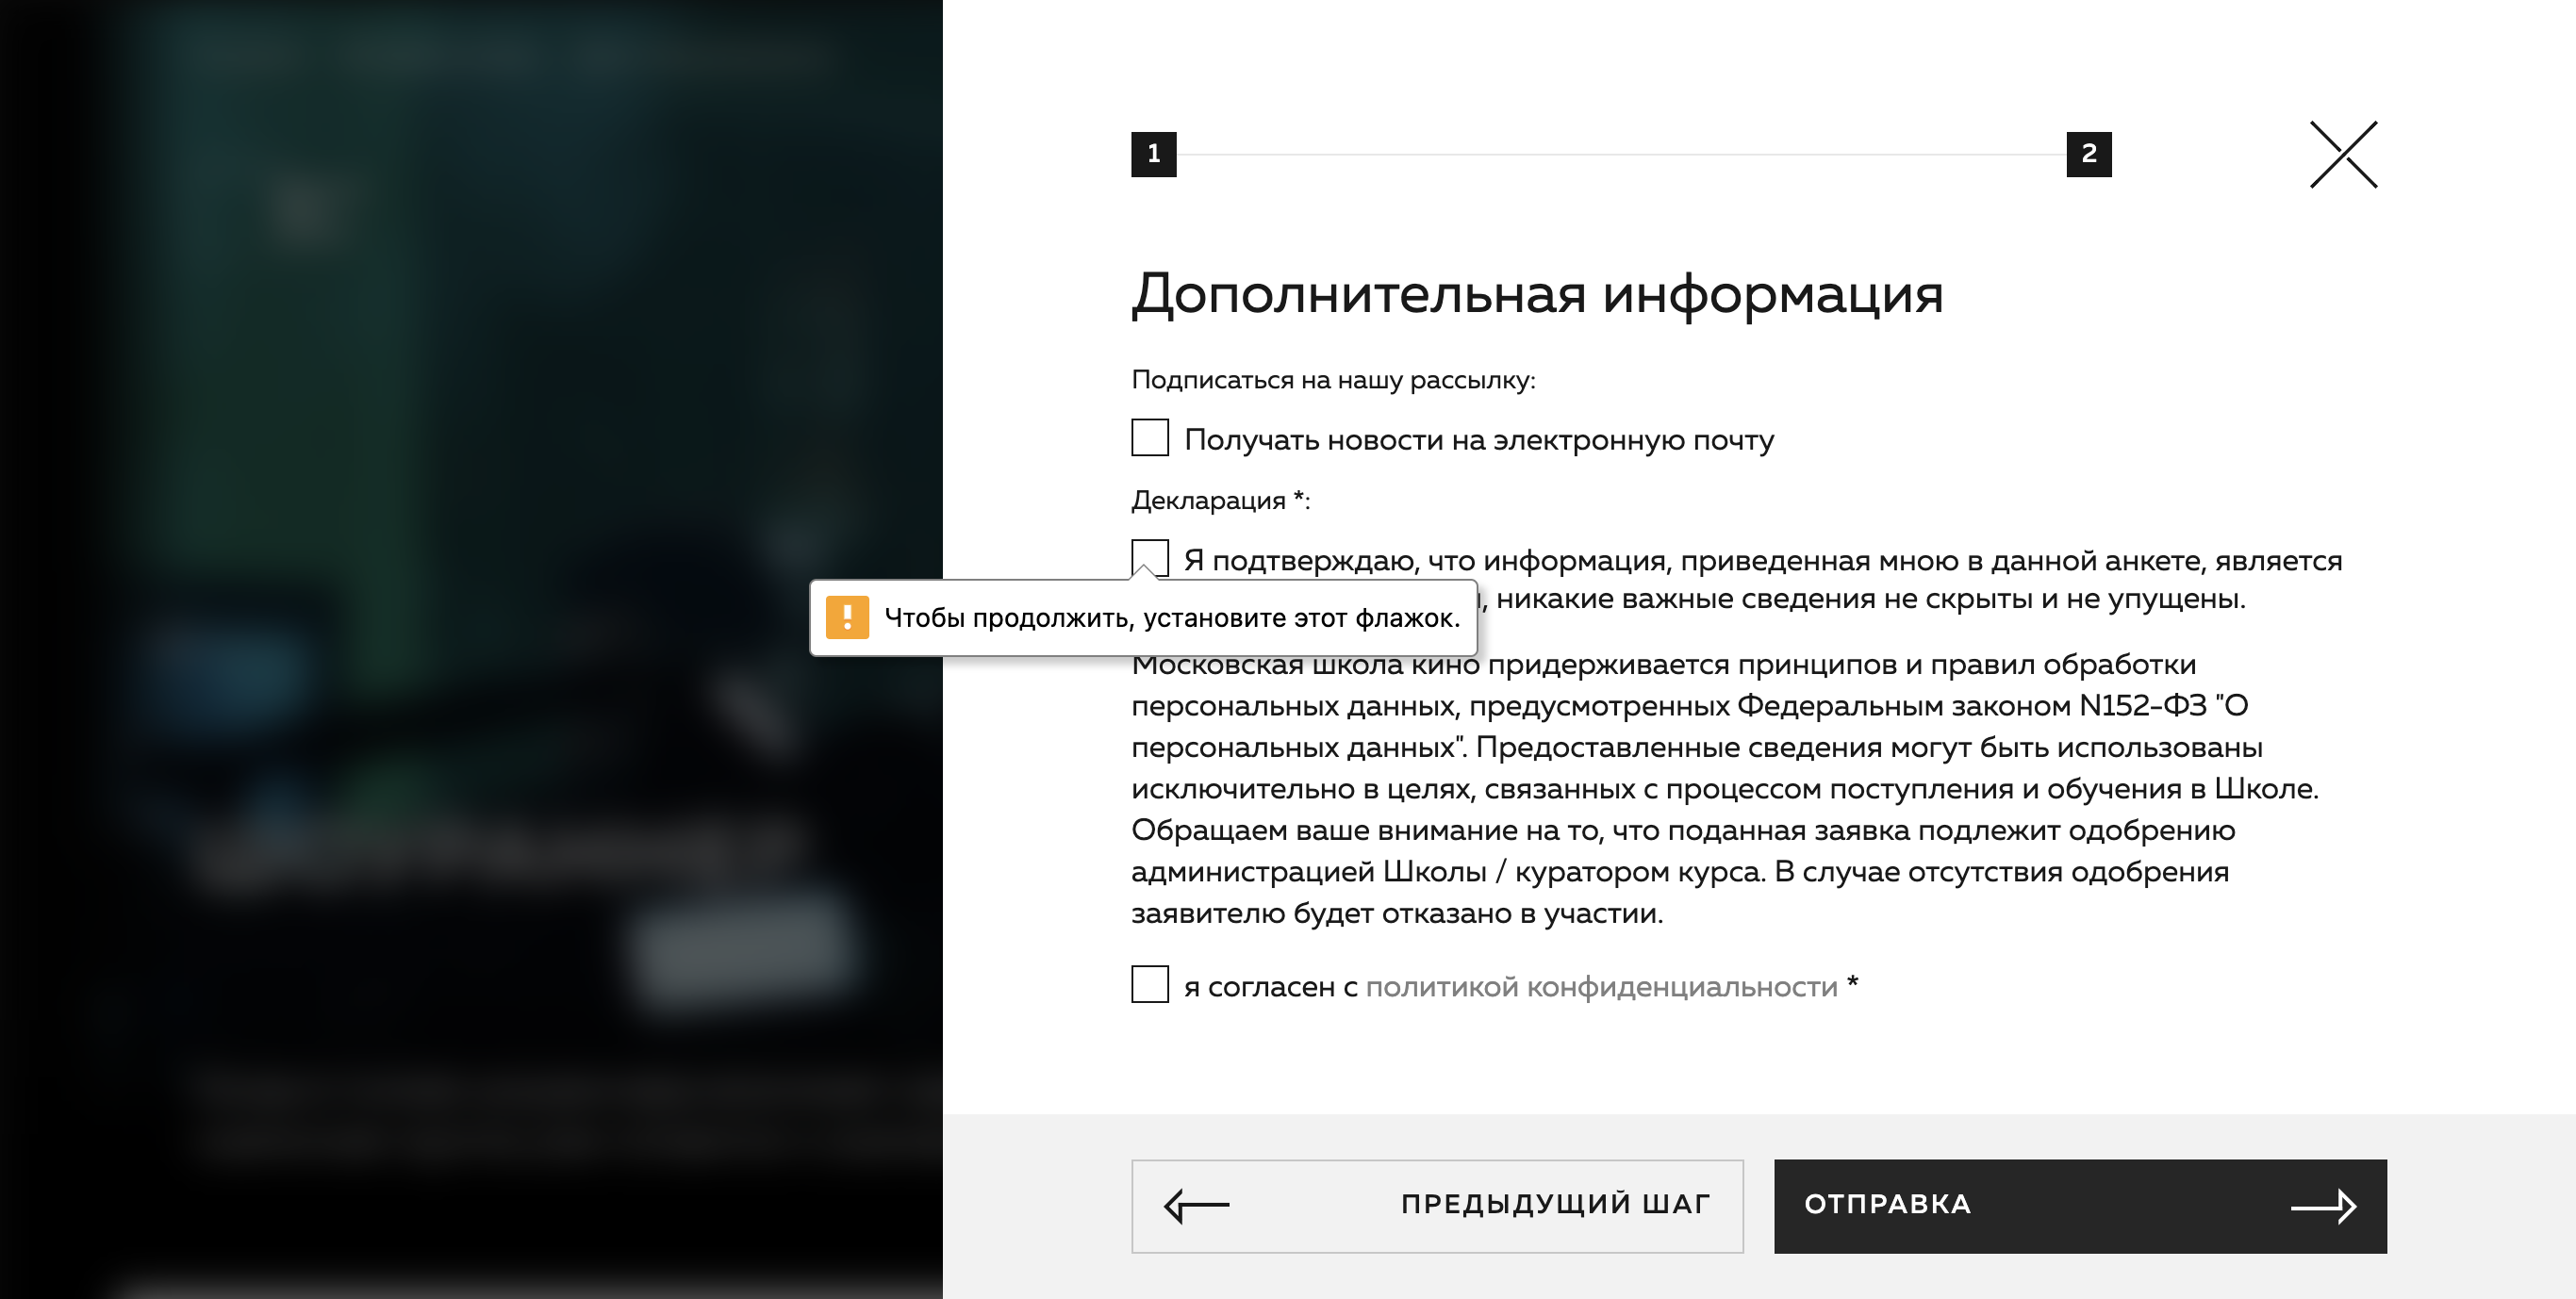 1
2
Дополнительная информация
Подписаться на нашу рассылку:
Получать новости на электронную почту
Декларация *:
Я подтверждаю, что информация, приведенная мною в данной анкете, является
, никакие важные сведения не скрыты и не упущены.
Чтобы продолжить, установите этот флажок.
Московская школа кино придерживается принципов и правил обработки
персональных данных, предусмотренных Федеральным законом N152-ФЗ "О
персональных данных". Предоставленные сведения могут быть использованы
исключительно в целях, связанных с процессом поступления и обучения в Школе.
Обращаем ваше внимание на то, что поданная заявка подлежит одобрению
администрацией Школы / куратором курса. В случае отсутствия одобрения
заявителю будет отказано в участии.
я согласен с политикой конфиденциальности *
ПРЕДЫДУЩИЙ ШАГ
ОТПРАВКА